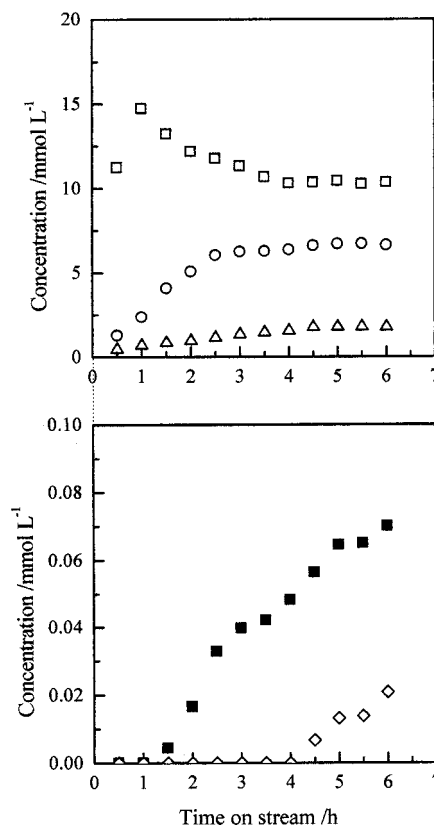 20
15
10
5
0
Concentration /mmol L⁻¹
0 1 2 3 4 5 6 7
0.10
0.08
0.06
0.04
0.02
0.00
Concentration /mmol L⁻¹
0 1 2 3 4 5 6 7
Time on stream /h